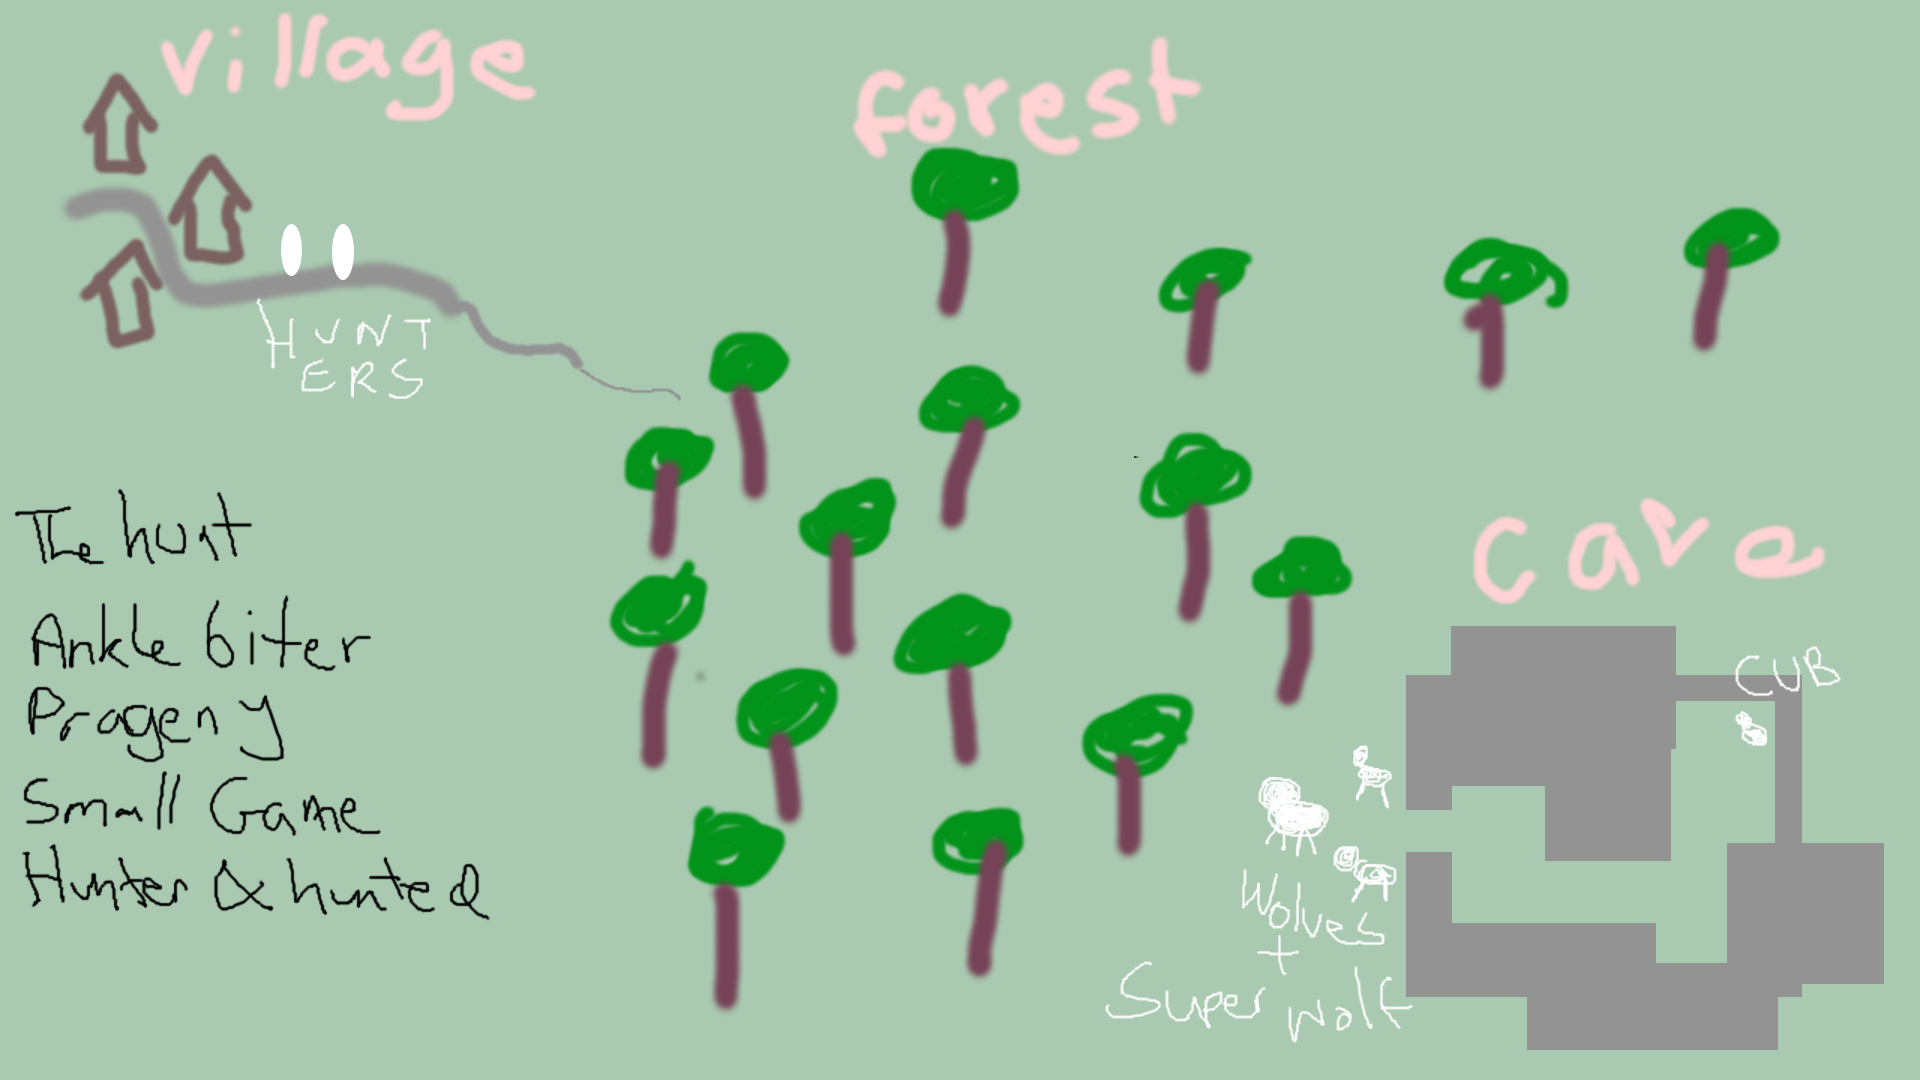 village
forest
HUNT
ERS
The hunt
Ankle biter
Progeny
Small Game
Hunter & hunted
Cave
CUB
Wolves
+
Super wolf